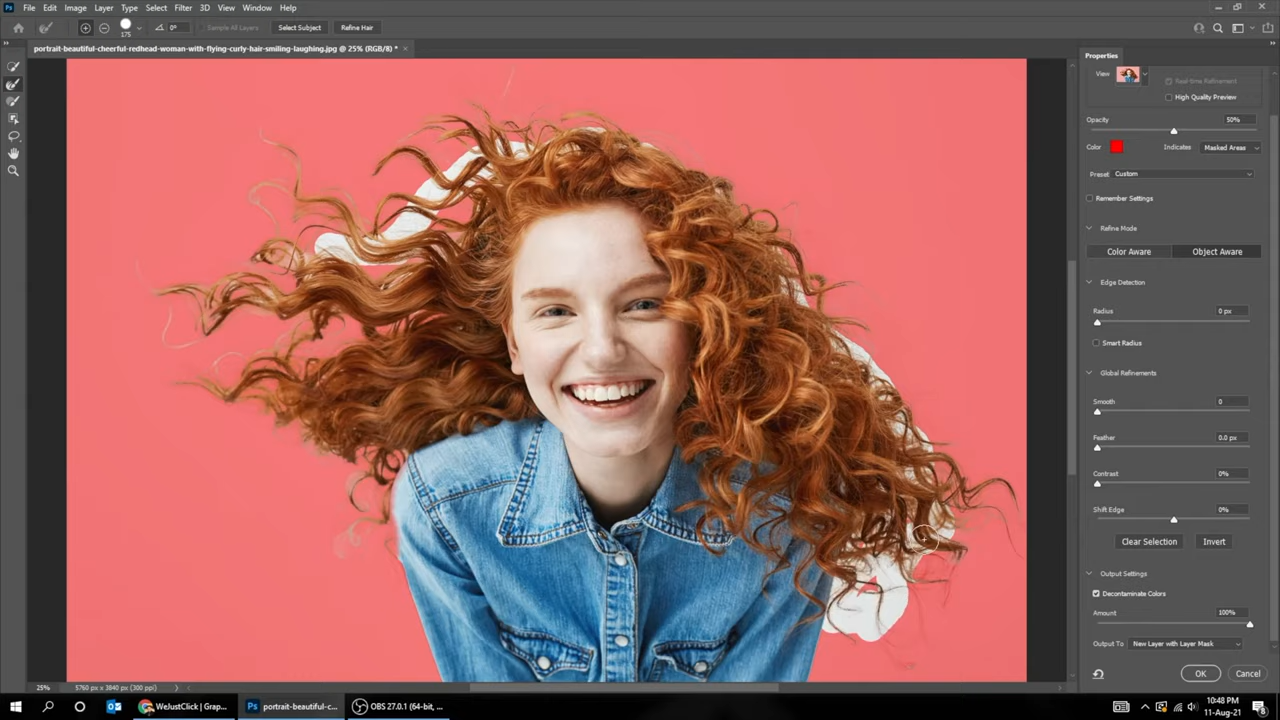 Ps File Edit Image Layer Type Select Filter 3D View Window Help
175 0° Sample All Layers Select Subject Refine Hair
portrait-beautiful-cheerful-redhead-woman-with-flying-curly-hair-smiling-laughing.jpg @ 25% (RGB/8) * ×
Properties
View
Real-time Refinement
High Quality Preview
Opacity 50%
Color Indicates Masked Areas
Preset: Custom
Remember Settings
Refine Mode
Color Aware Object Aware
Edge Detection
Radius 0 px
Smart Radius
Global Refinements
Smooth 0
Feather 0.0 px
Contrast 0%
Shift Edge 0%
Clear Selection Invert
Output Settings
Decontaminate Colors
Amount 100%
Output To New Layer with Layer Mask
OK Cancel
25% 5760 px x 3840 px (300 ppi)
WeJustClick | Grap... Ps portrait-beautiful-c... OBS 27.0.1 (64-bit, ...
10:48 PM
11-Aug-21
8